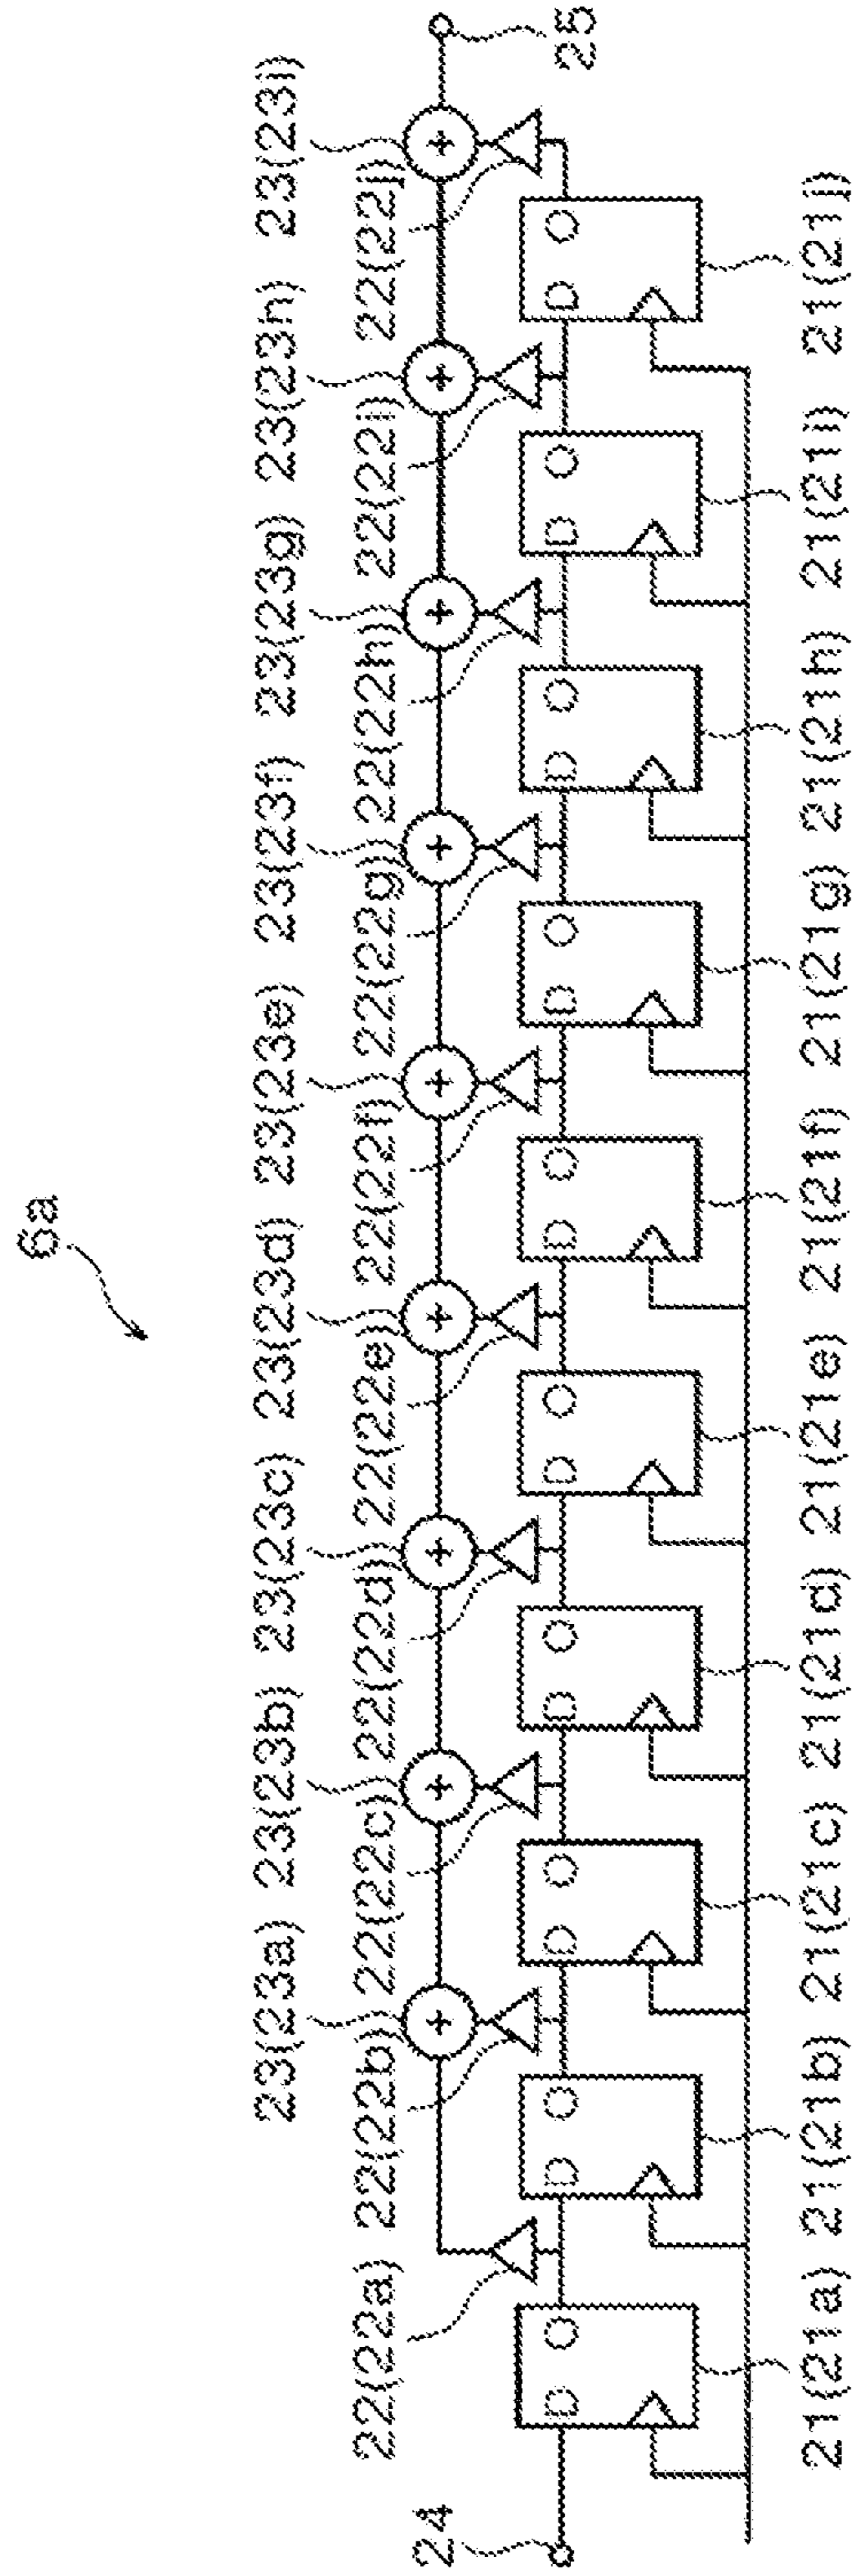 6a
23(23a) 23(23b) 23(23c) 23(23d) 23(23e) 23(23f) 23(23g) 23(23h) 23(23i)
22(22a) 22(22b) 22(22c) 22(22d) 22(22e) 22(22f) 22(22g) 22(22h) 22(22i) 22(22j)
+ + + + + + + + +
24
25
D Q D Q D Q D Q D Q D Q D Q D Q D Q D Q
21(21a) 21(21b) 21(21c) 21(21d) 21(21e) 21(21f) 21(21g) 21(21h) 21(21i) 21(21j)